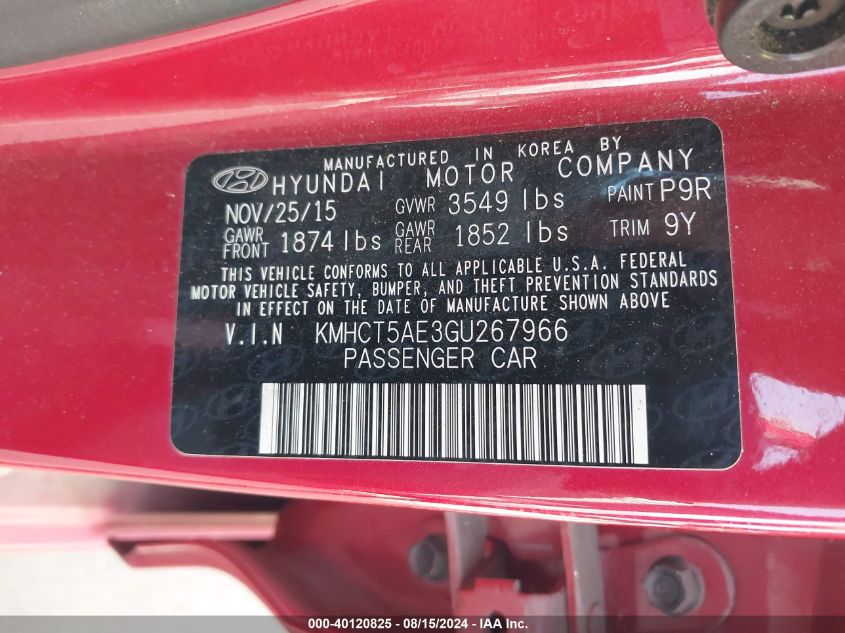 MANUFACTURED IN KOREA BY
HYUNDAI MOTOR COMPANY
NOV/25/15 GVWR 3549 lbs PAINT P9R
GAWR FRONT 1874 lbs GAWR REAR 1852 lbs TRIM 9Y
THIS VEHICLE CONFORMS TO ALL APPLICABLE U.S.A. FEDERAL
MOTOR VEHICLE SAFETY, BUMPER, AND THEFT PREVENTION STANDARDS
IN EFFECT ON THE DATE OF MANUFACTURE SHOWN ABOVE.
V.I.N KMHCT5AE3GU267966
PASSENGER CAR
000-40120825 - 08/15/2024 - IAA Inc.